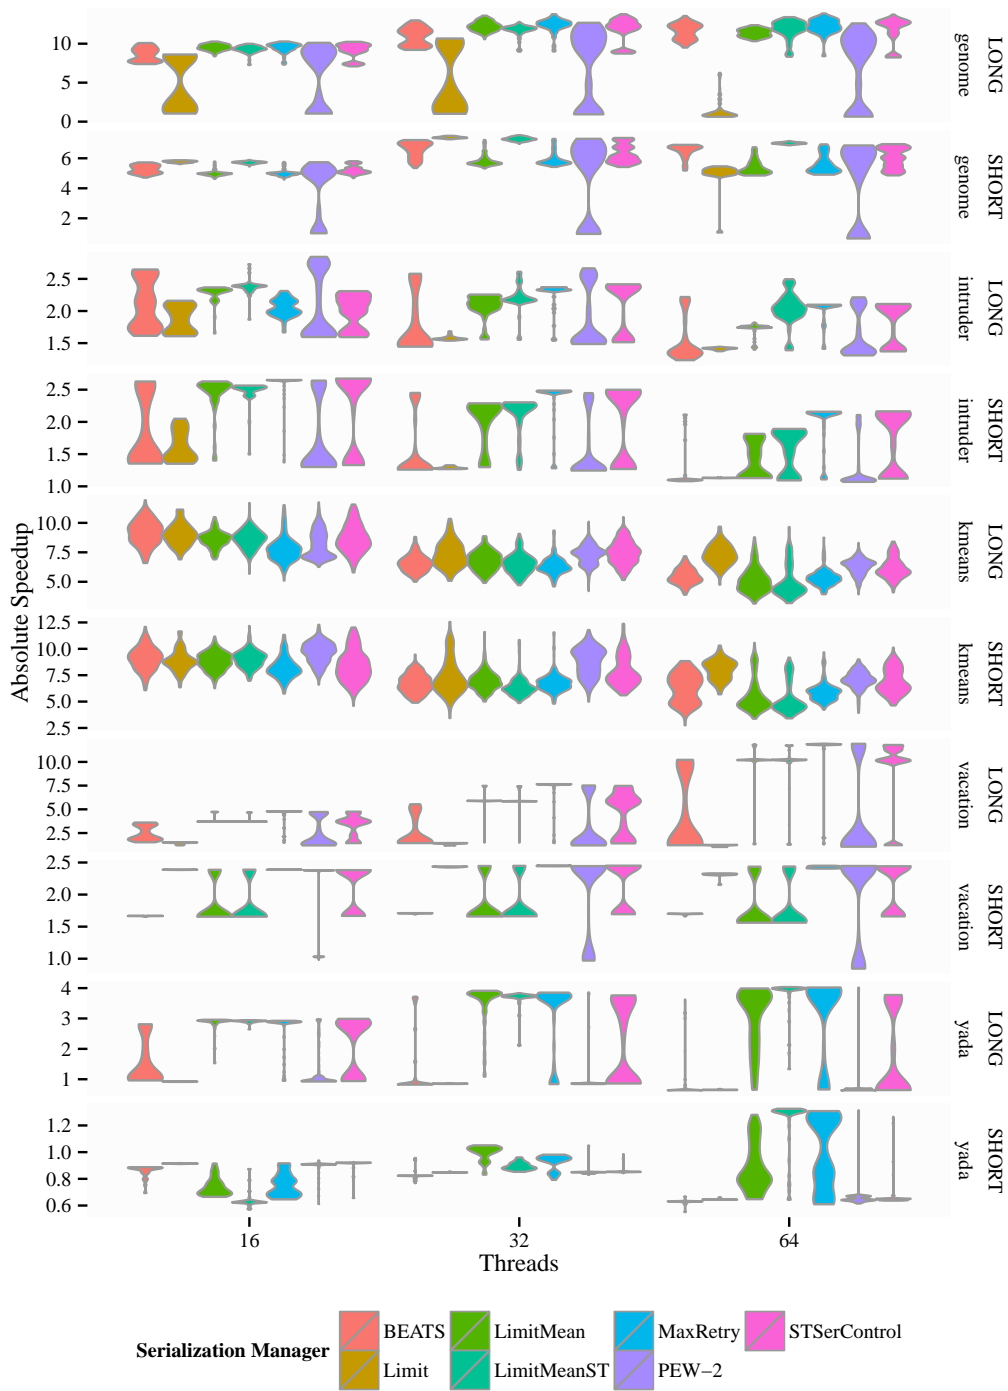 10
5
0
LONG
genome
6
4
2
SHORT
genome
2.5
2.0
1.5
LONG
intruder
2.5
2.0
1.5
1.0
SHORT
intruder
10.0
7.5
5.0
LONG
kmeans
12.5
10.0
7.5
5.0
2.5
SHORT
kmeans
Absolute Speedup
10.0
7.5
5.0
2.5
LONG
vacation
2.5
2.0
1.5
1.0
SHORT
vacation
4
3
2
1
LONG
yada
1.2
1.0
0.8
0.6
SHORT
yada
16 32 64
Threads
Serialization Manager
BEATS LimitMean MaxRetry STSerControl
Limit LimitMeanST PEW−2